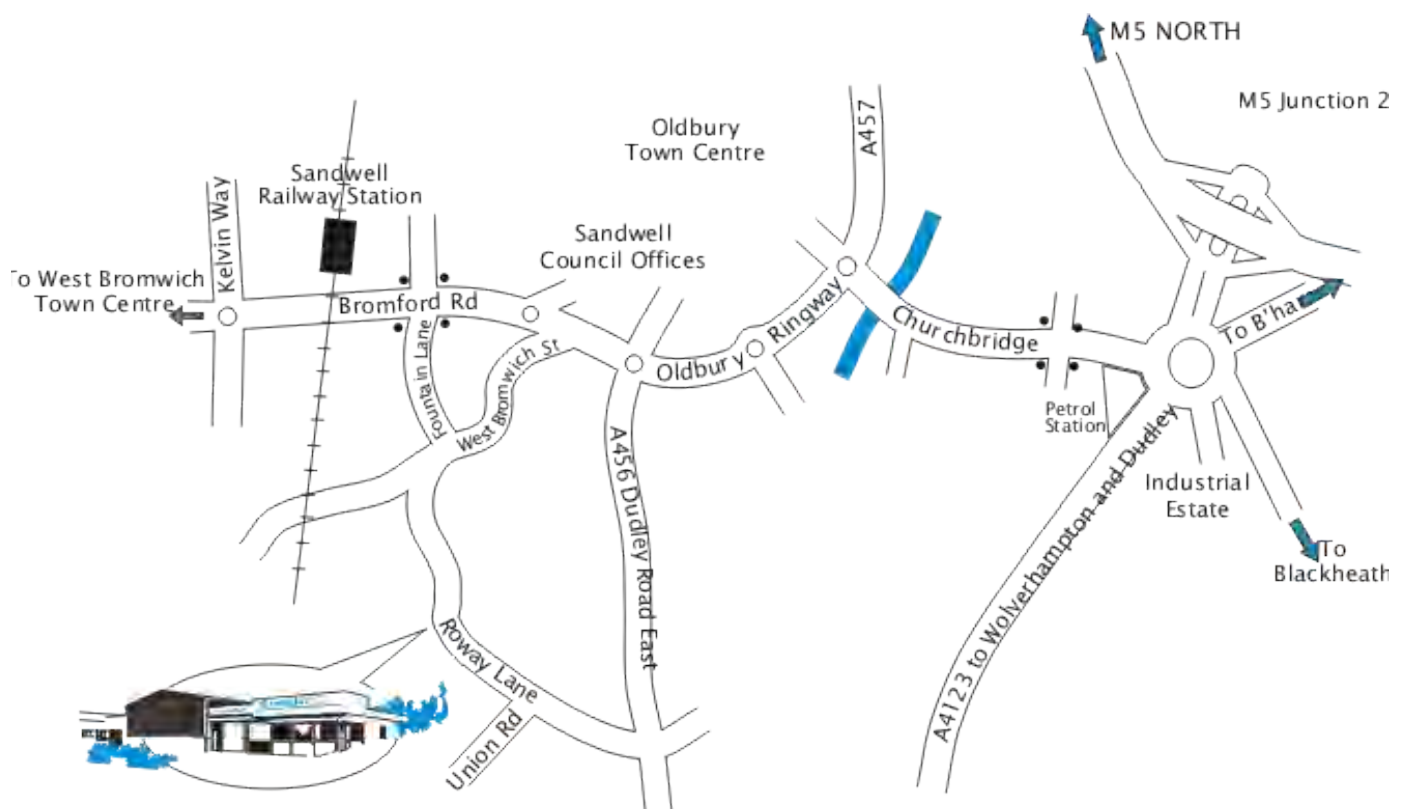 M5 NORTH
M5 Junction 2
Oldbury
Town Centre
A457
Sandwell
Railway Station
Kelvin Way
Sandwell
Council Offices
To West Bromwich
Town Centre
Bromford Rd
Fountain Lane
West Bromwich St
Oldbury Ringway
Churchbridge
To B'ha
Petrol
Station
A456 Dudley Road East
A4123 to Wolverhampton and Dudley
Industrial
Estate
To
Blackheath
Roway Lane
Union Rd